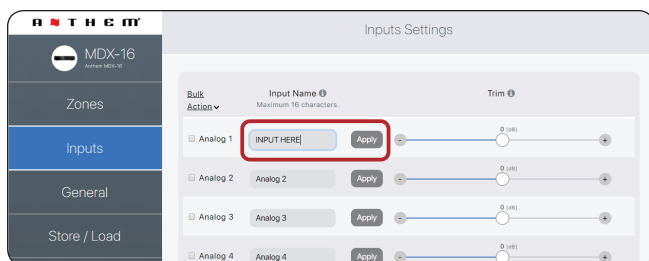 ANTHEM
MDX-16
Anthem MDX-16
Zones
Inputs
General
Store / Load
Inputs Settings
Bulk Action
Input Name
Maximum 16 characters.
Trim
Analog 1 INPUT HERE Apply - 0 (dB) +
Analog 2 Analog 2 Apply - 0 (dB) +
Analog 3 Analog 3 Apply - 0 (dB) +
Analog 4 Analog 4 Apply - 0 (dB) +